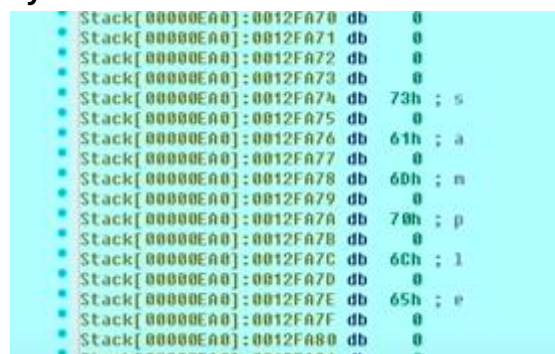 Stack[00000EA0]:0012FA70 db 0
Stack[00000EA0]:0012FA71 db 0
Stack[00000EA0]:0012FA72 db 0
Stack[00000EA0]:0012FA73 db 0
Stack[00000EA0]:0012FA74 db 73h ; s
Stack[00000EA0]:0012FA75 db 0
Stack[00000EA0]:0012FA76 db 61h ; a
Stack[00000EA0]:0012FA77 db 0
Stack[00000EA0]:0012FA78 db 6Dh ; m
Stack[00000EA0]:0012FA79 db 0
Stack[00000EA0]:0012FA7A db 70h ; p
Stack[00000EA0]:0012FA7B db 0
Stack[00000EA0]:0012FA7C db 6Ch ; l
Stack[00000EA0]:0012FA7D db 0
Stack[00000EA0]:0012FA7E db 65h ; e
Stack[00000EA0]:0012FA7F db 0
Stack[00000EA0]:0012FA80 db 0